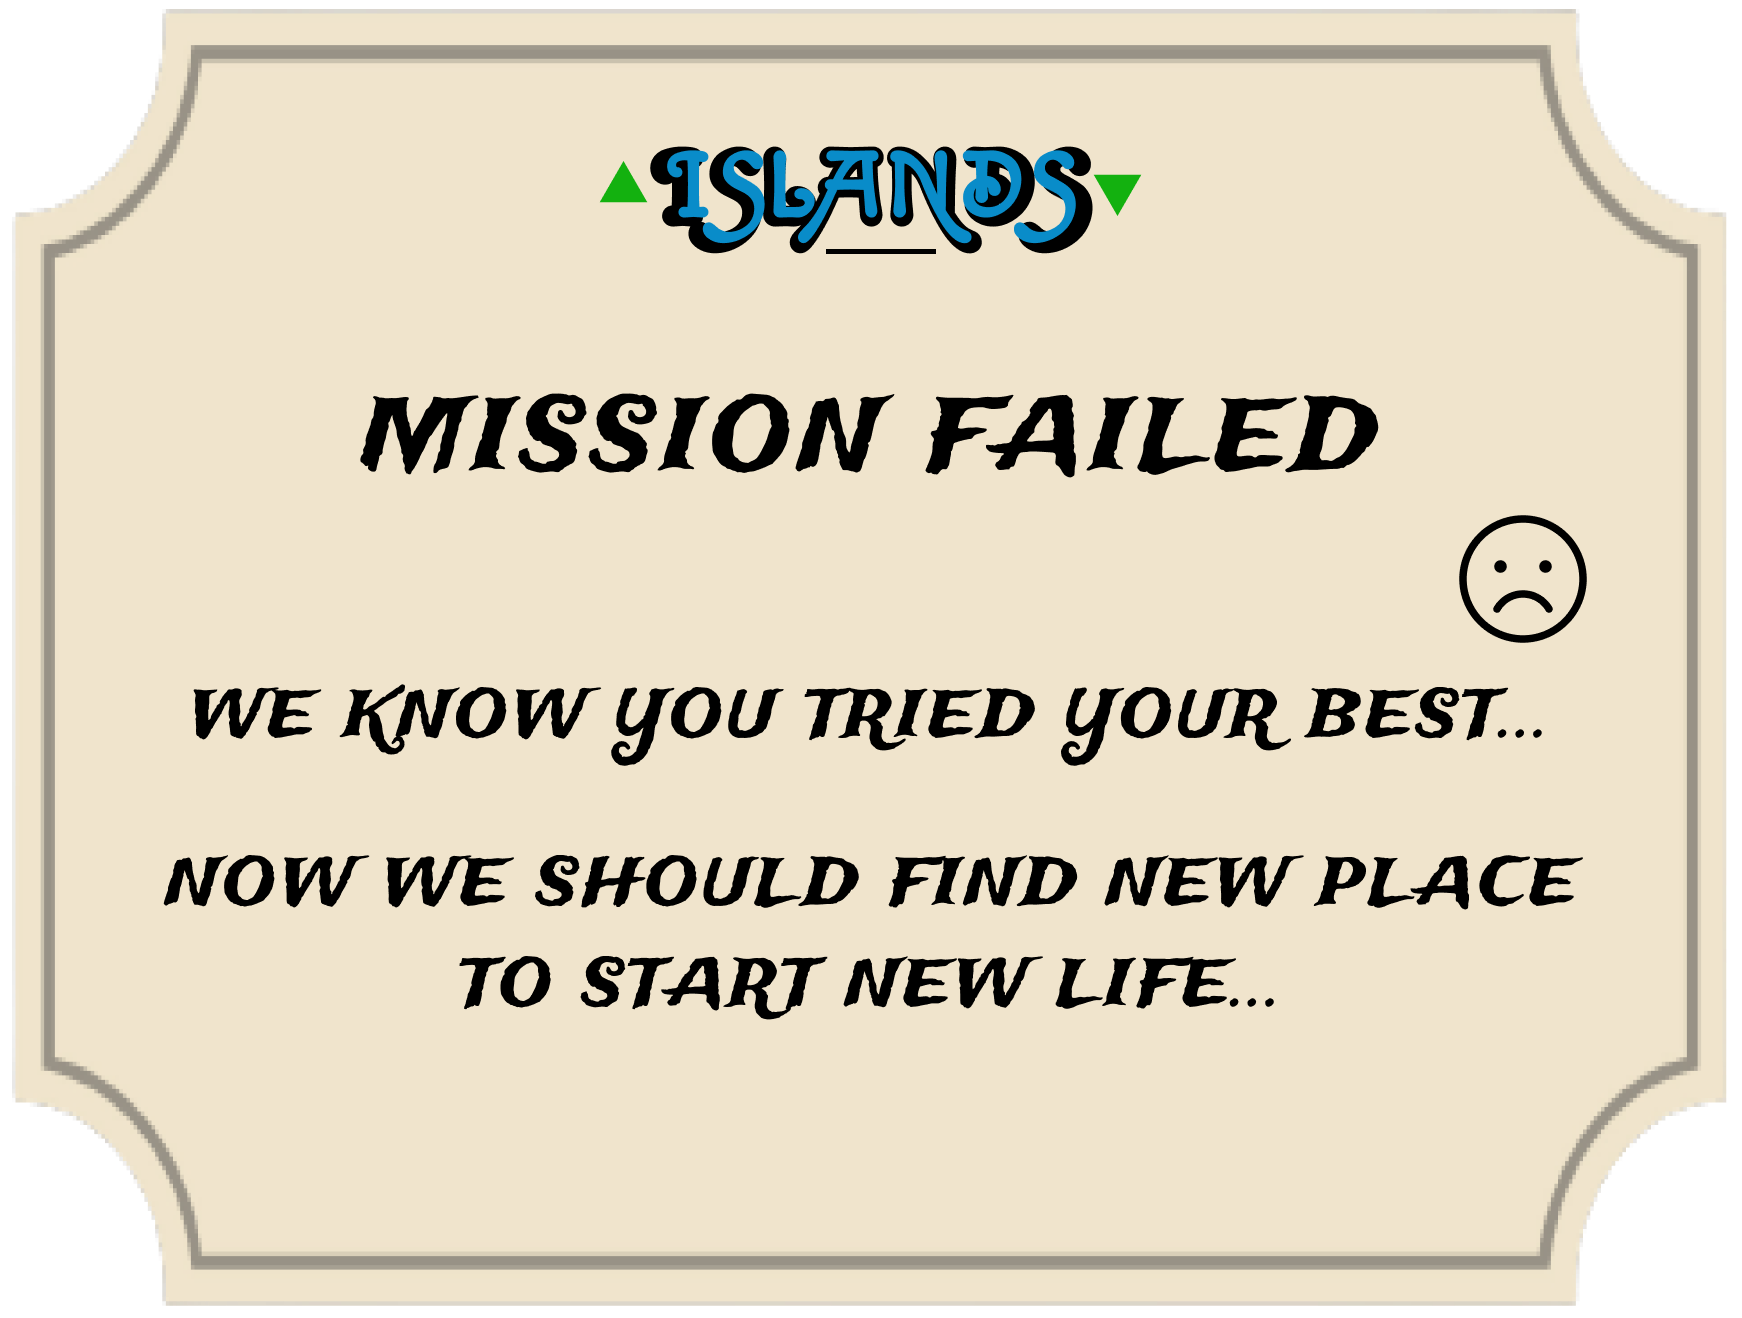 ISLANDS
MISSION FAILED
WE KNOW YOU TRIED YOUR BEST...
NOW WE SHOULD FIND NEW PLACE
TO START NEW LIFE...